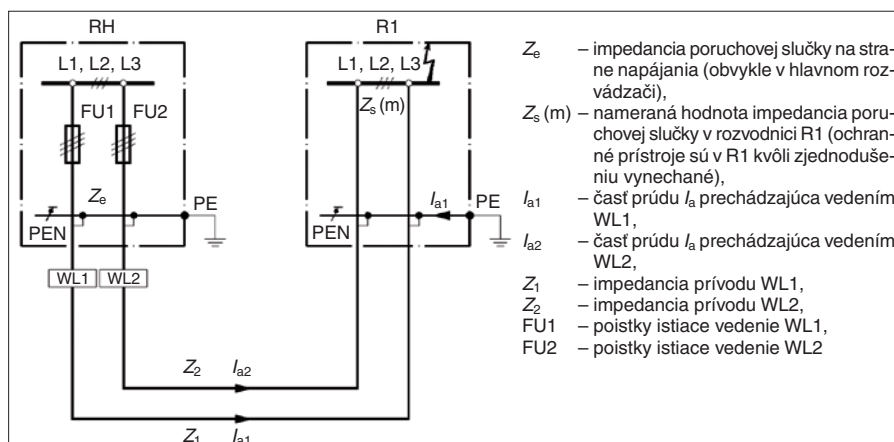 RH
R1
L1, L2, L3
L1, L2, L3
Zs (m)
FU1
FU2
Ze
PE
Ia1
PE
PEN
PEN
WL1
WL2
Z2
Ia2
Z1
Ia1
Ze – impedancia poruchovej slučky na stra-
ne napájania (obvykle v hlavnom roz-
vádzači),
Zs (m) – nameraná hodnota impedancia poru-
chovej slučky v rozvodnici R1 (ochran-
né prístroje sú v R1 kvôli zjednoduše-
niu vynechané),
Ia1 – časť prúdu Ia prechádzajúca vedením
WL1,
Ia2 – časť prúdu Ia prechádzajúca vedením
WL2,
Z1 – impedancia prívodu WL1,
Z2 – impedancia prívodu WL2,
FU1 – poistky istiace vedenie WL1,
FU2 – poistky istiace vedenie WL2